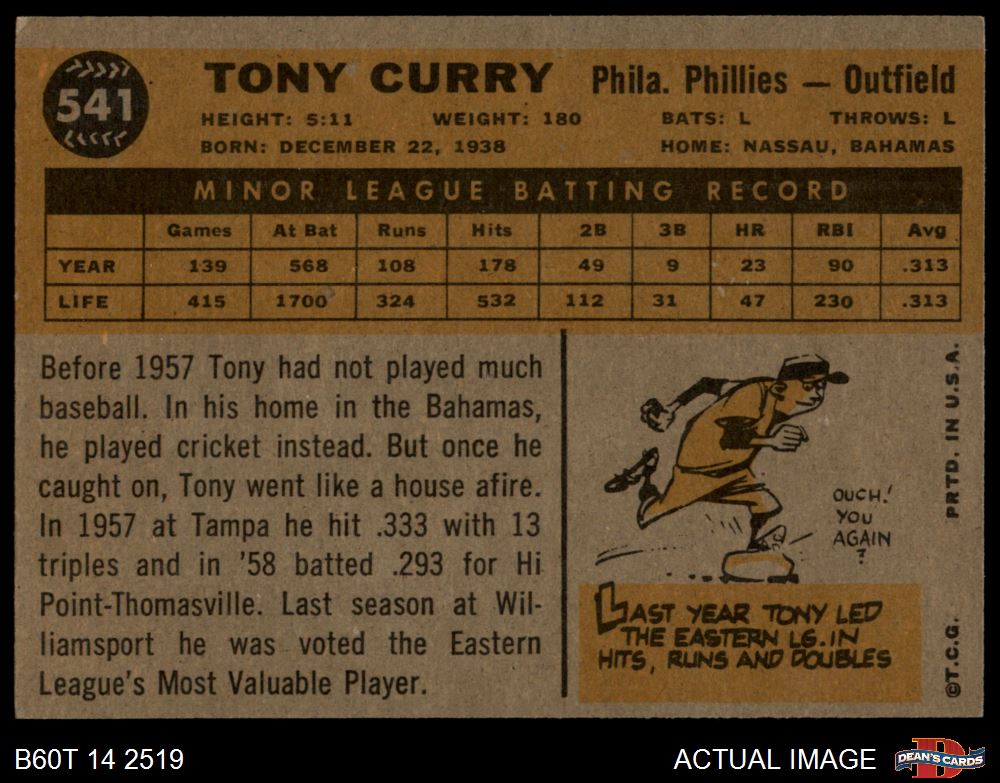 541
TONY CURRY Phila. Phillies — Outfield
HEIGHT: 5:11 WEIGHT: 180 BATS: L THROWS: L
BORN: DECEMBER 22, 1938 HOME: NASSAU, BAHAMAS
MINOR LEAGUE BATTING RECORD
Games At Bat Runs Hits 2B 3B HR RBI Avg
YEAR 139 568 108 178 49 9 23 90 .313
LIFE 415 1700 324 532 112 31 47 230 .313
Before 1957 Tony had not played much
baseball. In his home in the Bahamas,
he played cricket instead. But once he
caught on, Tony went like a house afire.
In 1957 at Tampa he hit .333 with 13
triples and in '58 batted .293 for Hi
Point-Thomasville. Last season at Wil-
liamsport he was voted the Eastern
League's Most Valuable Player.
OUCH!
YOU
AGAIN
?
LAST YEAR TONY LED
THE EASTERN LG. IN
HITS, RUNS AND DOUBLES
©T.C.G. PRTD. IN U.S.A.
B60T 14 2519 ACTUAL IMAGE
D
DEAN'S CARDS